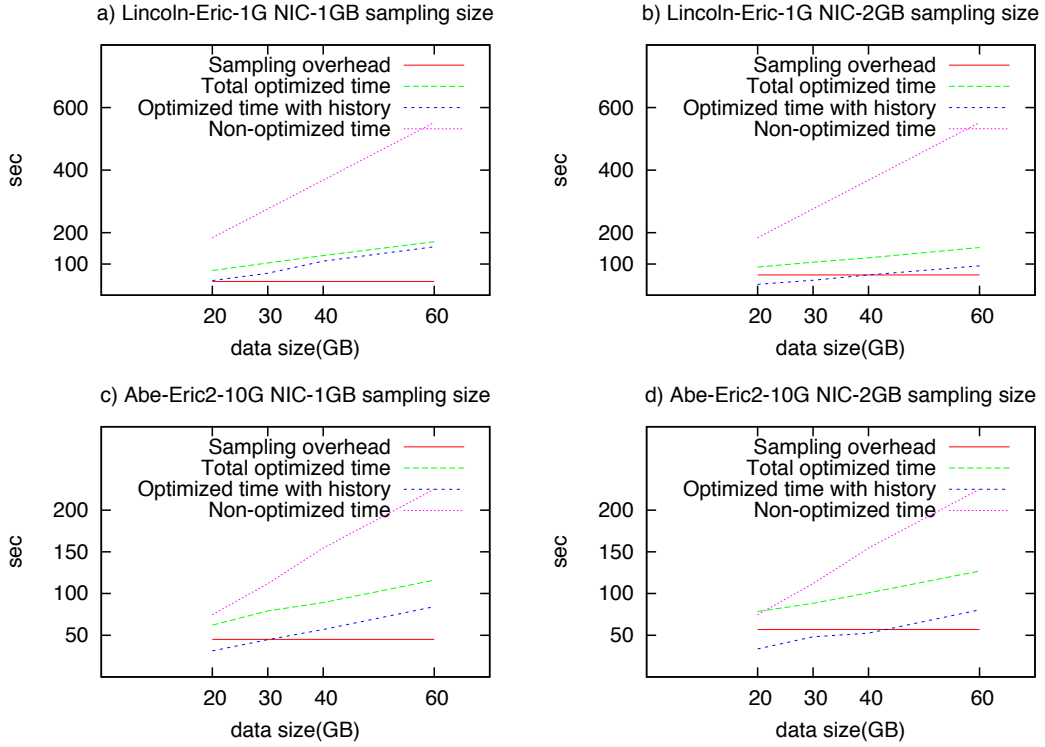 a) Lincoln-Eric-1G NIC-1GB sampling size
Sampling overhead
Total optimized time
Optimized time with history
Non-optimized time
600
400
200
100
sec
20 30 40 60
data size(GB)
b) Lincoln-Eric-1G NIC-2GB sampling size
Sampling overhead
Total optimized time
Optimized time with history
Non-optimized time
600
400
200
100
sec
20 30 40 60
data size(GB)
c) Abe-Eric2-10G NIC-1GB sampling size
Sampling overhead
Total optimized time
Optimized time with history
Non-optimized time
200
150
100
50
sec
20 30 40 60
data size(GB)
d) Abe-Eric2-10G NIC-2GB sampling size
Sampling overhead
Total optimized time
Optimized time with history
Non-optimized time
200
150
100
50
sec
20 30 40 60
data size(GB)